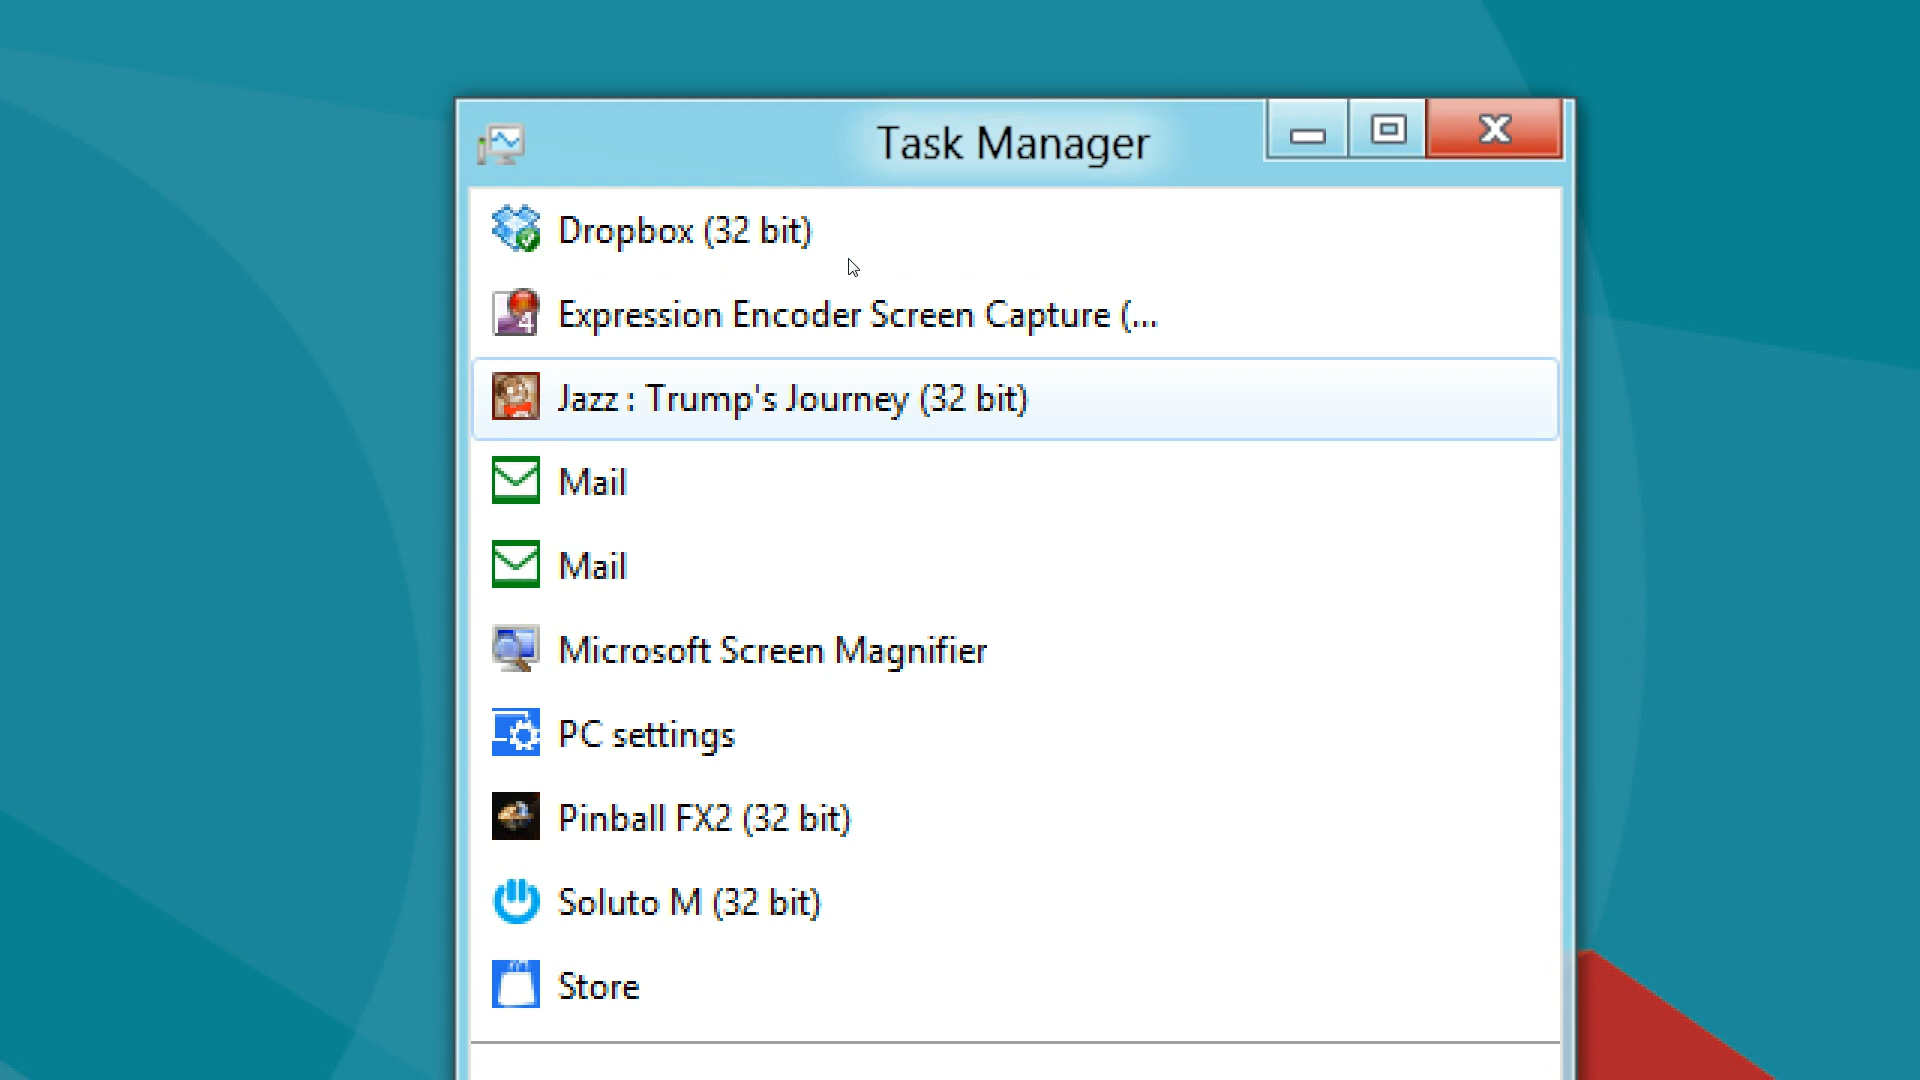 Task Manager
Dropbox (32 bit)
Expression Encoder Screen Capture (...
Jazz : Trump's Journey (32 bit)
Mail
Mail
Microsoft Screen Magnifier
PC settings
Pinball FX2 (32 bit)
Soluto M (32 bit)
Store